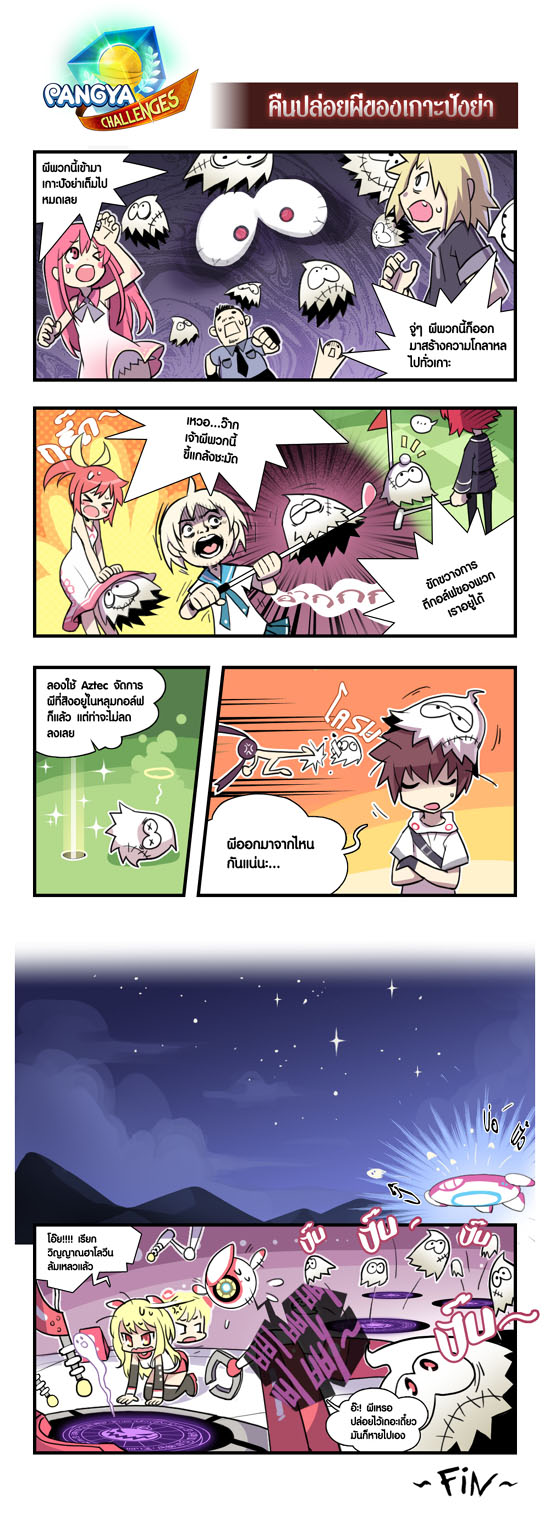 PANGYA
CHALLENGES
คืนปล่อยผีของเกาะปังย่า
ผีพวกนี้เข้ามา
เกาะปังย่าเต็มไป
หมดเลย
จู่ๆ ผีพวกนี้ก็ออก
มาสร้างความโกลาหล
ไปทั่วเกาะ
เหวอ...ว๊าก
เจ้าผีพวกนี้
ขี้แกล้งชะมัด
...
ขัดขวางการ
ตีกอล์ฟของพวก
เราอยู่ได้
ลองใช้ Aztec จัดการ
ผีที่สิงอยู่ในหลุมกอล์ฟ
ก็แล้ว แต่ท่าจะไม่ลด
ลงเลย
โครม
ผีออกมาจากไหน
กันแน่นะ...
โอ๊ย!!!! เรียก
วิญญาณฮาโลวีน
ล้มเหลวแล้ว
ปี๊บ
ปี๊บ~
ปี๊บ~
ปี๊บ~
อ๊ะ! ผีเหรอ
ปล่อยไว้เถอะเดี๋ยว
มันก็หายไปเอง
~FiN~